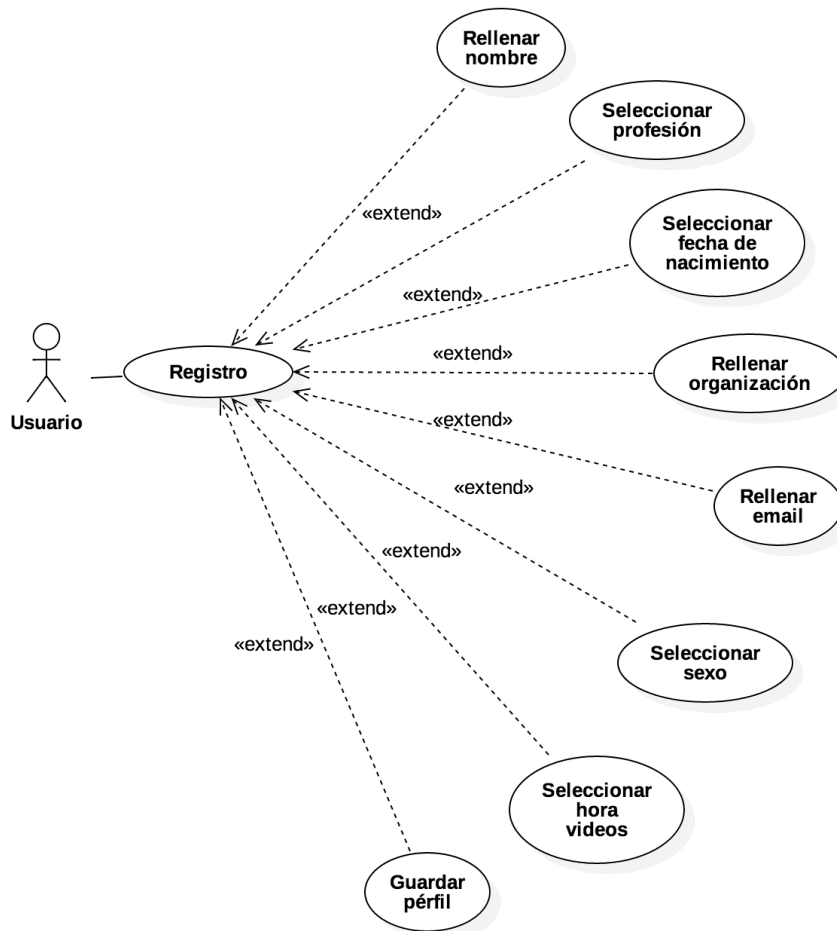 Rellenar
nombre
Seleccionar
profesión
«extend»
Seleccionar
fecha de
nacimiento
«extend»
Usuario
Registro
«extend»
Rellenar
organización
«extend»
«extend»
Rellenar
email
«extend»
«extend»
«extend»
Seleccionar
sexo
Seleccionar
hora
videos
Guardar
pérfil